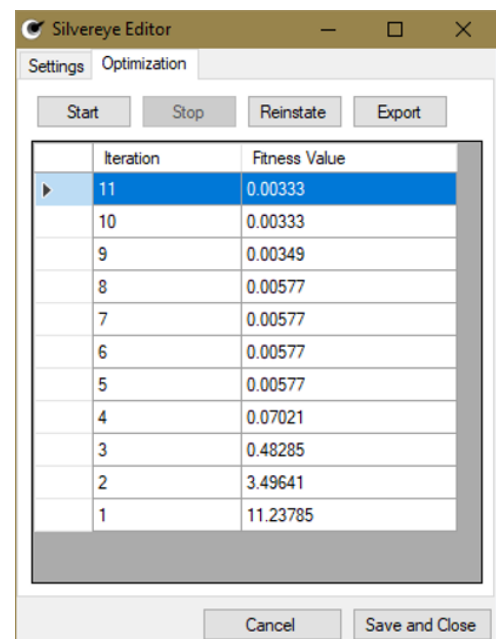 Silvereye Editor
Settings Optimization
Start Stop Reinstate Export
Iteration Fitness Value
11 0.00333
10 0.00333
9 0.00349
8 0.00577
7 0.00577
6 0.00577
5 0.00577
4 0.07021
3 0.48285
2 3.49641
1 11.23785
Cancel Save and Close